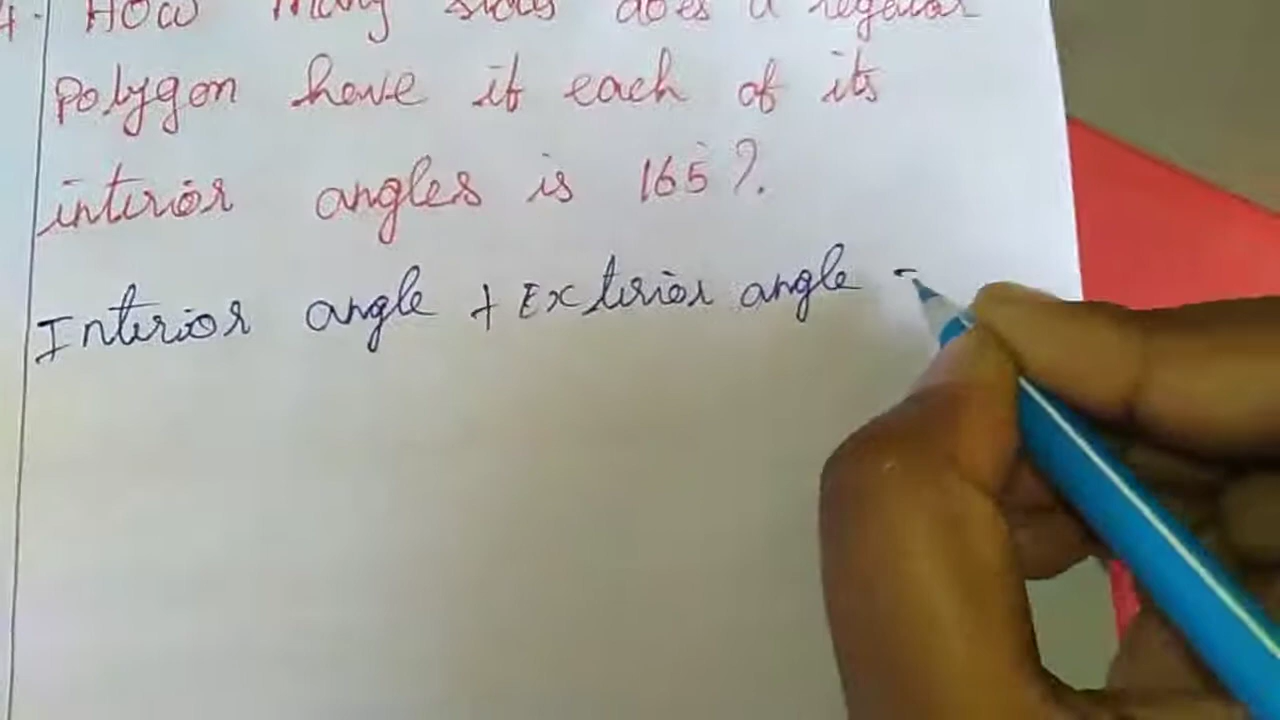 4. How many sides does a regular
polygon have if each of its
interior angles is 165°?.
Interior angle + Exterior angle =